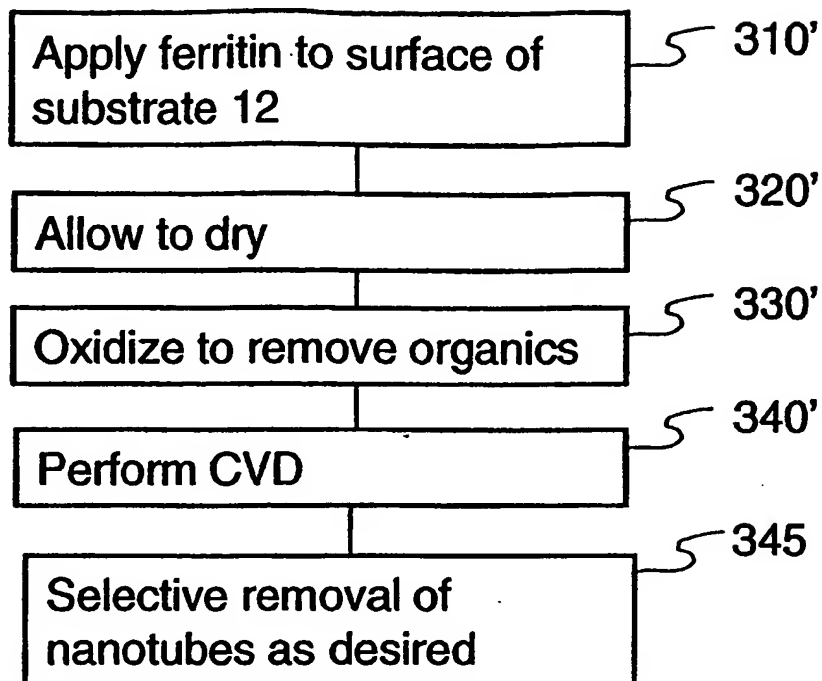 Apply ferritin to surface of
substrate 12
310'
Allow to dry
320'
Oxidize to remove organics
330'
Perform CVD
340'
Selective removal of
nanotubes as desired
345